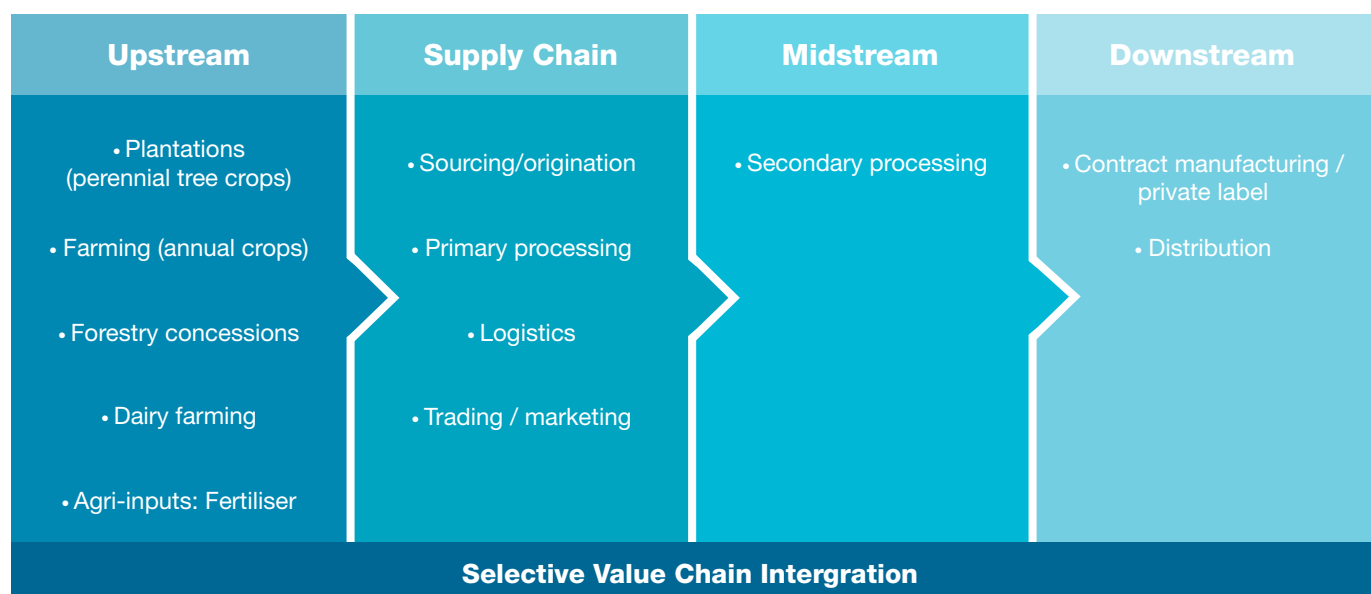 Upstream
• Plantations
(perennial tree crops)
• Farming (annual crops)
• Forestry concessions
• Dairy farming
• Agri-inputs: Fertiliser
Supply Chain
• Sourcing/origination
• Primary processing
• Logistics
• Trading / marketing
Midstream
• Secondary processing
Downstream
• Contract manufacturing /
private label
• Distribution
Selective Value Chain Intergration